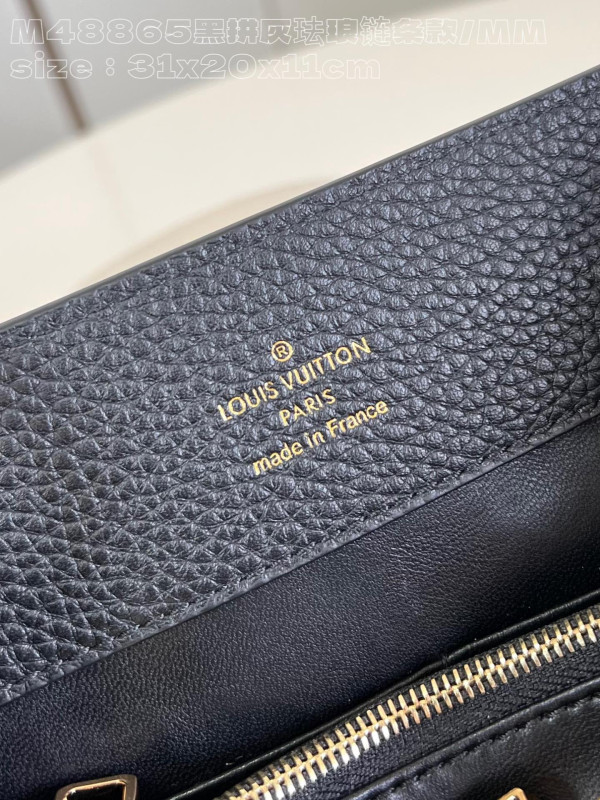 M48865黑拼灰珐琅链条款/MM
size：31x20x11cm
®
LOUIS VUITTON
PARIS
made in France